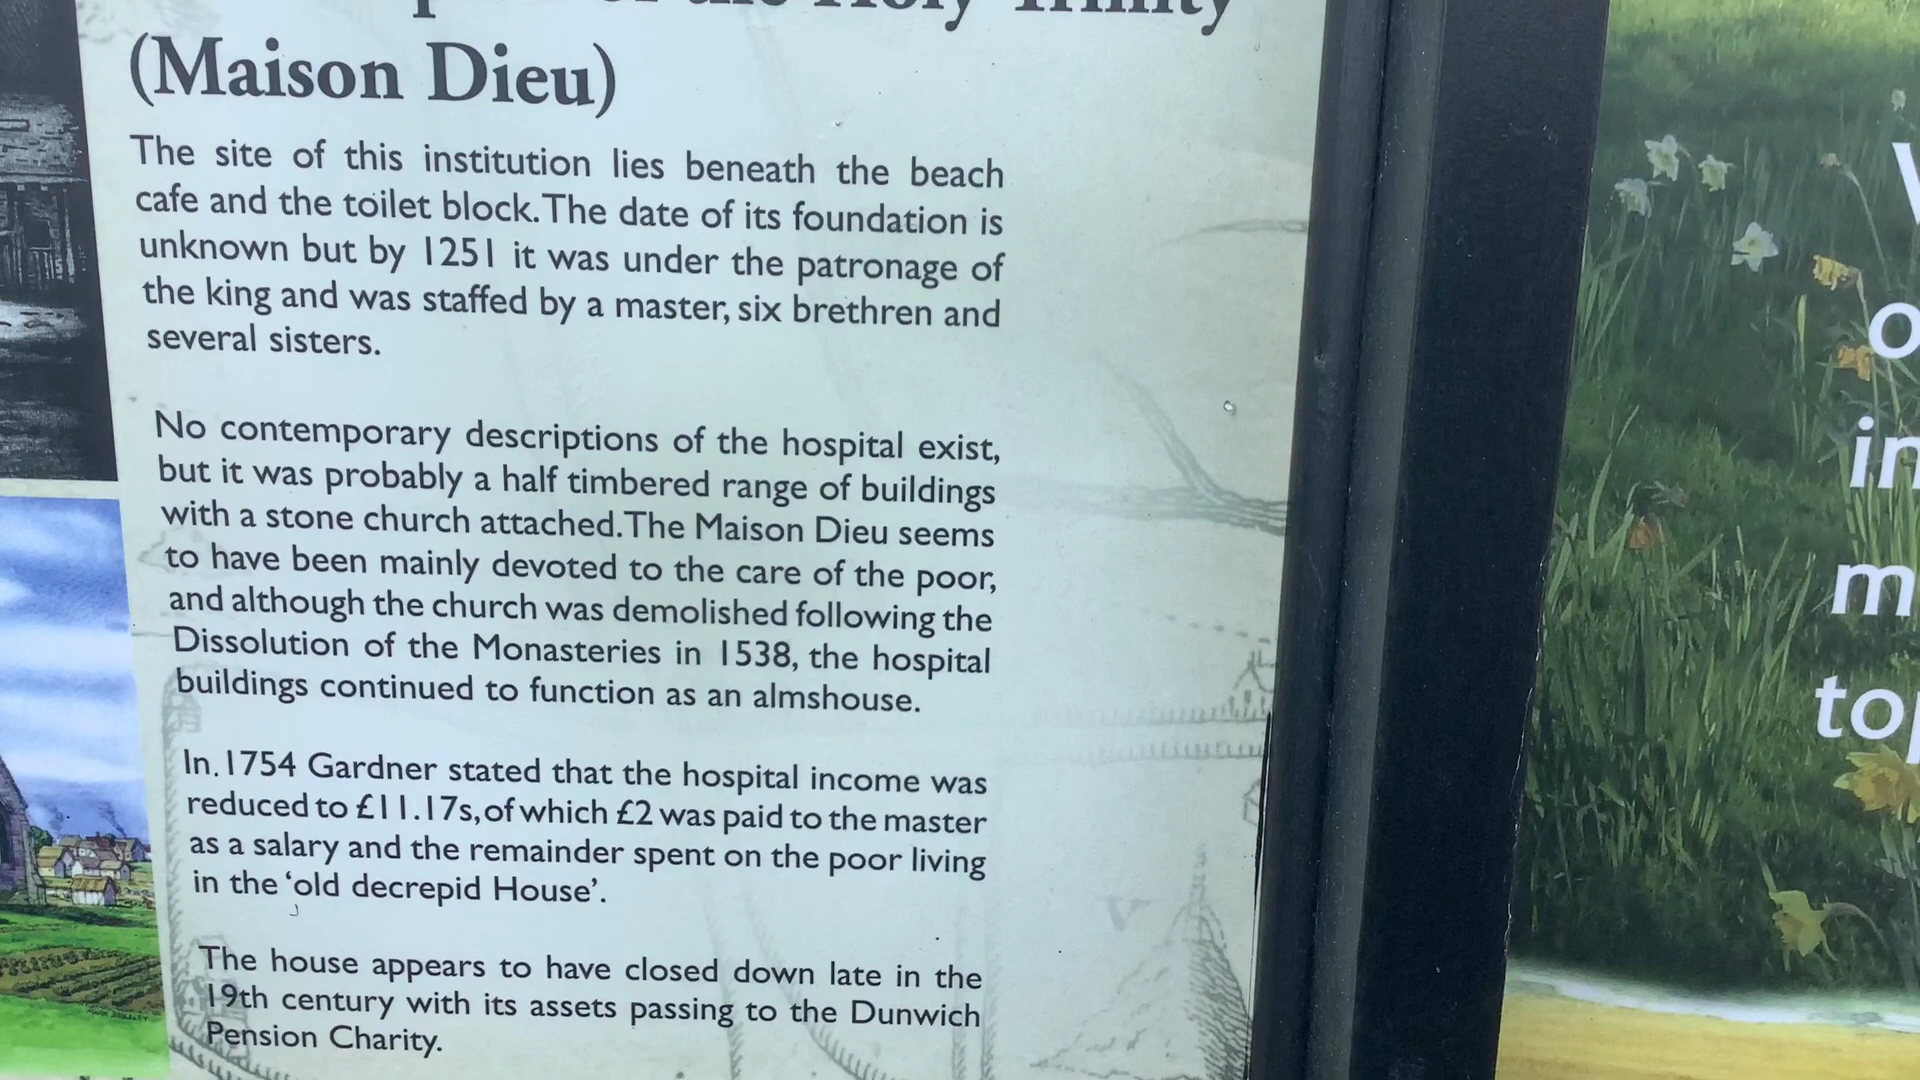 the Holy Trinity
(Maison Dieu)
The site of this institution lies beneath the beach
cafe and the toilet block. The date of its foundation is
unknown but by 1251 it was under the patronage of
the king and was staffed by a master, six brethren and
several sisters.
No contemporary descriptions of the hospital exist,
but it was probably a half timbered range of buildings
with a stone church attached. The Maison Dieu seems
to have been mainly devoted to the care of the poor,
and although the church was demolished following the
Dissolution of the Monasteries in 1538, the hospital
buildings continued to function as an almshouse.
In 1754 Gardner stated that the hospital income was
reduced to £11.17s, of which £2 was paid to the master
as a salary and the remainder spent on the poor living
in the ‘old decrepid House’.
The house appears to have closed down late in the
19th century with its assets passing to the Dunwich
Pension Charity.